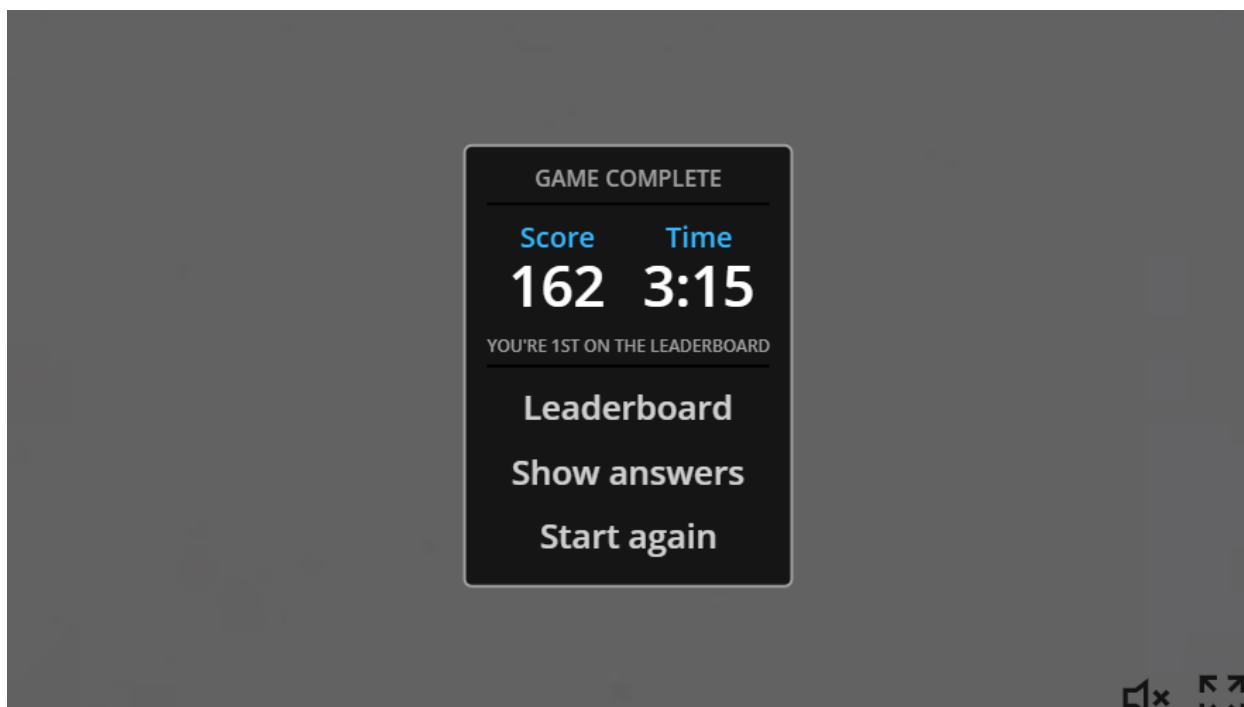 GAME COMPLETE
Score Time
162 3:15
YOU'RE 1ST ON THE LEADERBOARD
Leaderboard
Show answers
Start again